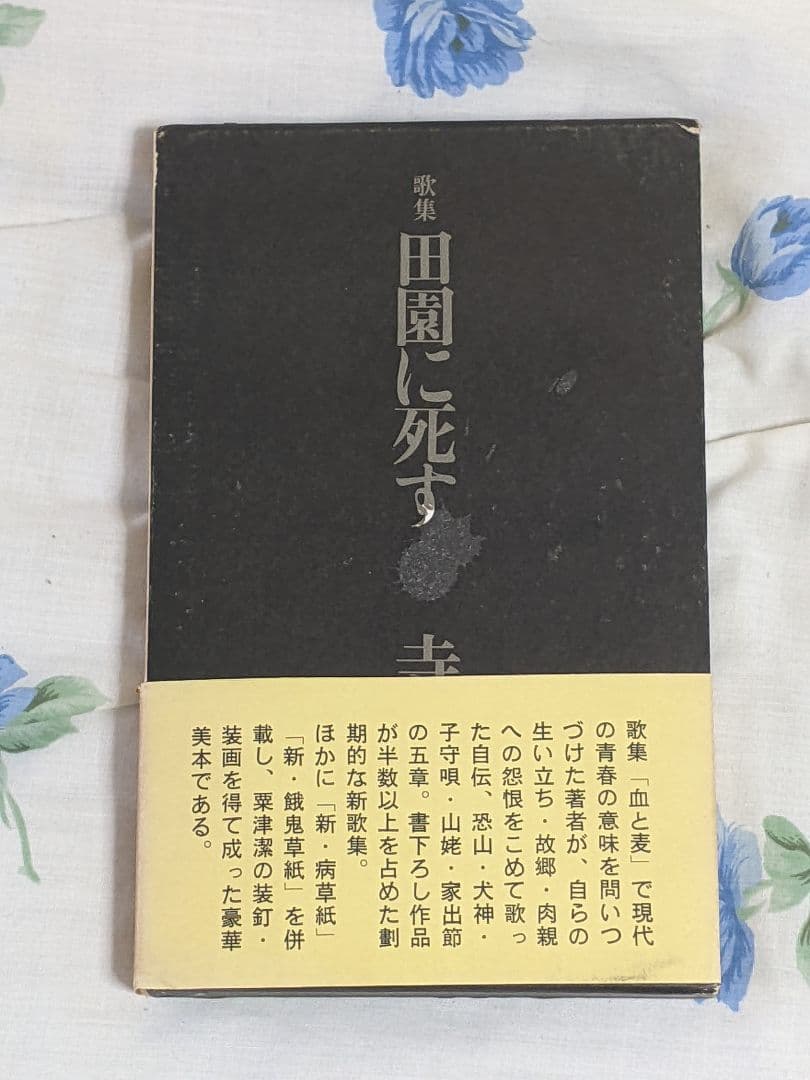 歌集
田園に死す
寺
歌集「血と麦」で現代
の青春の意味を問いつ
づけた著者が、自らの
生い立ち・故郷・肉親
への怨恨をこめて歌っ
た自伝、恐山・犬神・
子守唄・山姥・家出節
の五章。書下ろし作品
が半数以上を占めた劃
期的な新歌集。
ほかに「新・病草紙」
「新・餓鬼草紙」を併
載し、粟津潔の装釘・
装画を得て成った豪華
美本である。